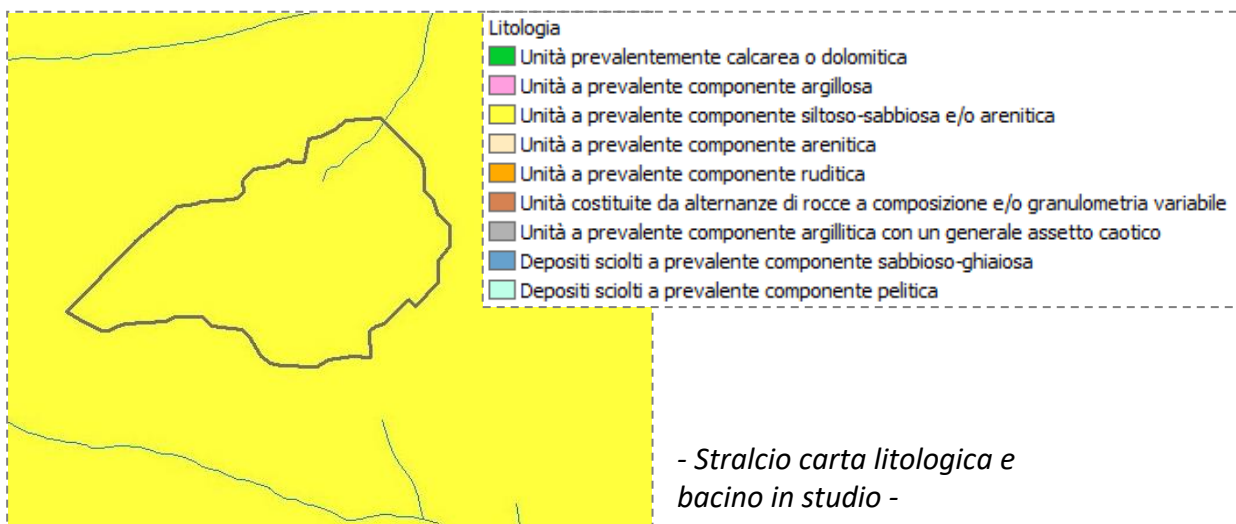 Litologia
Unità prevalentemente calcarea o dolomitica
Unità a prevalente componente argillosa
Unità a prevalente componente siltoso-sabbiosa e/o arenitica
Unità a prevalente componente arenitica
Unità a prevalente componente ruditica
Unità costituite da alternanze di rocce a composizione e/o granulometria variabile
Unità a prevalente componente argillitica con un generale assetto caotico
Depositi sciolti a prevalente componente sabbioso-ghiaiosa
Depositi sciolti a prevalente componente pelitica
- Stralcio carta litologica e
bacino in studio -